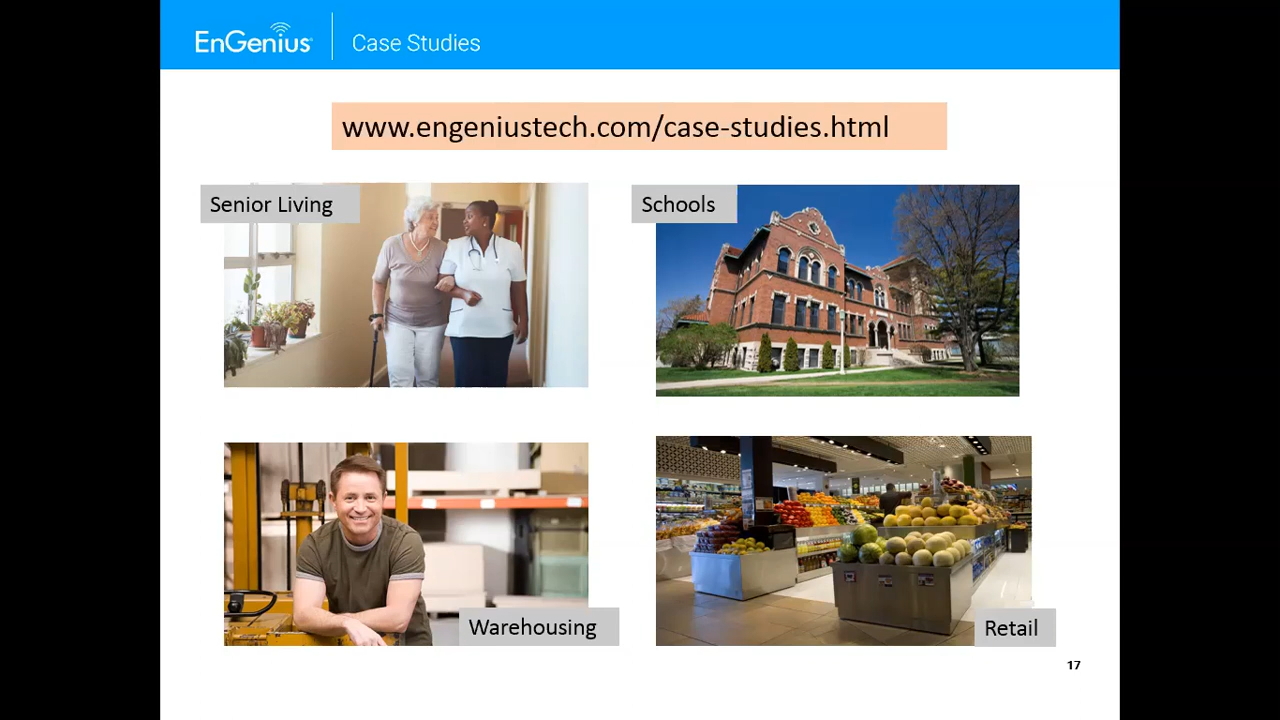 EnGenius
Case Studies
www.engeniustech.com/case-studies.html
Senior Living
Schools
Warehousing
Retail
17